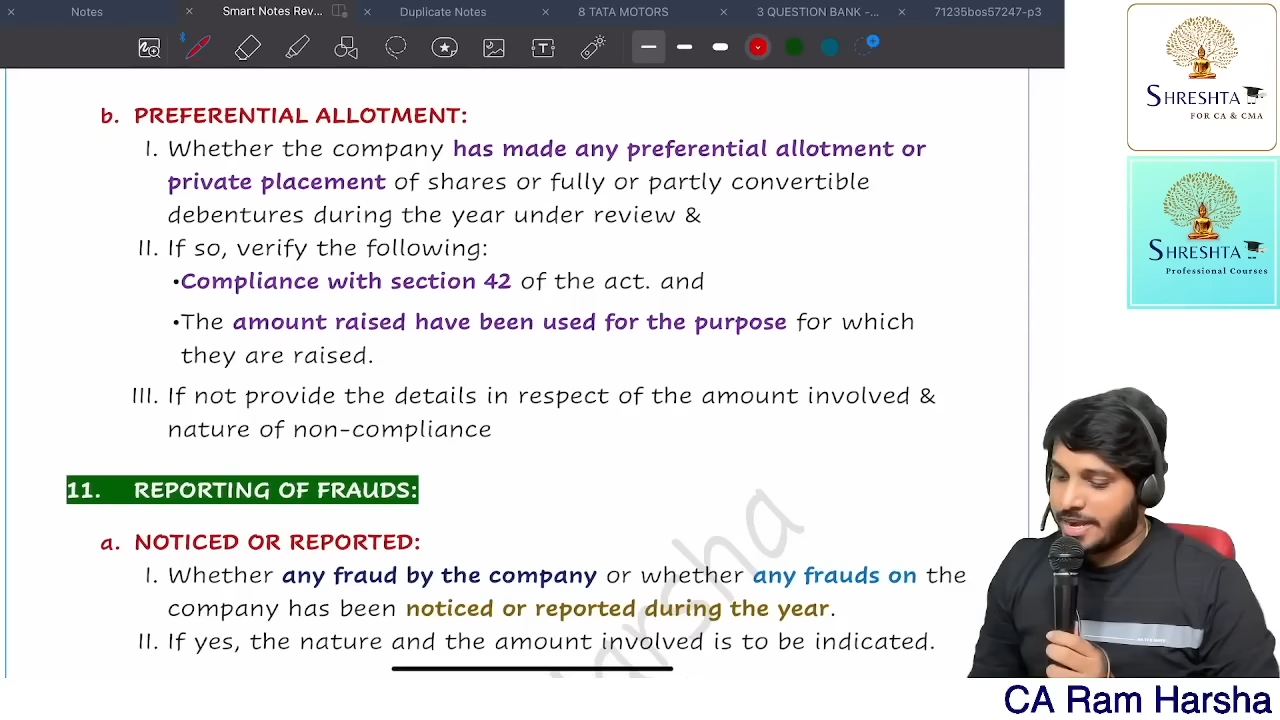 Notes
Smart Notes Rev...
Duplicate Notes
8 TATA MOTORS
3 QUESTION BANK -...
71235bos57247-p3
SHRESHTA
FOR CA & CMA
SHRESHTA
Professional Courses
b. PREFERENTIAL ALLOTMENT:
I. Whether the company has made any preferential allotment or
private placement of shares or fully or partly convertible
debentures during the year under review &
II. If so, verify the following:
•Compliance with section 42 of the act. and
•The amount raised have been used for the purpose for which
they are raised.
III. If not provide the details in respect of the amount involved &
nature of non-compliance
11. REPORTING OF FRAUDS:
a. NOTICED OR REPORTED:
I. Whether any fraud by the company or whether any frauds on the
company has been noticed or reported during the year.
II. If yes, the nature and the amount involved is to be indicated.
harsha
CA Ram Harsha